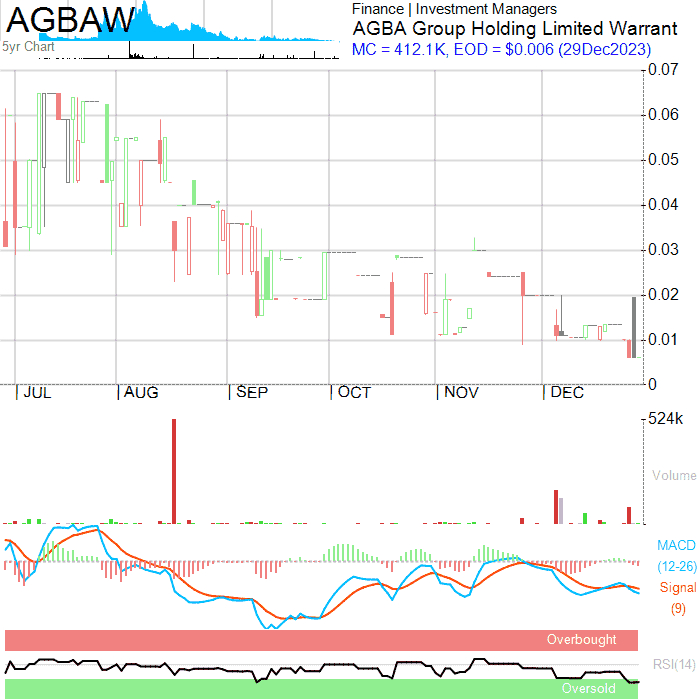 AGBAW
5yr Chart
Finance | Investment Managers
AGBA Group Holding Limited Warrant
MC = 412.1K, EOD = $0.006 (29Dec2023)
0.07
0.06
0.05
0.04
0.03
0.02
0.01
0
JUL AUG SEP OCT NOV DEC
524k
Volume
MACD
(12-26)
Signal
(9)
Overbought
RSI(14)
Oversold